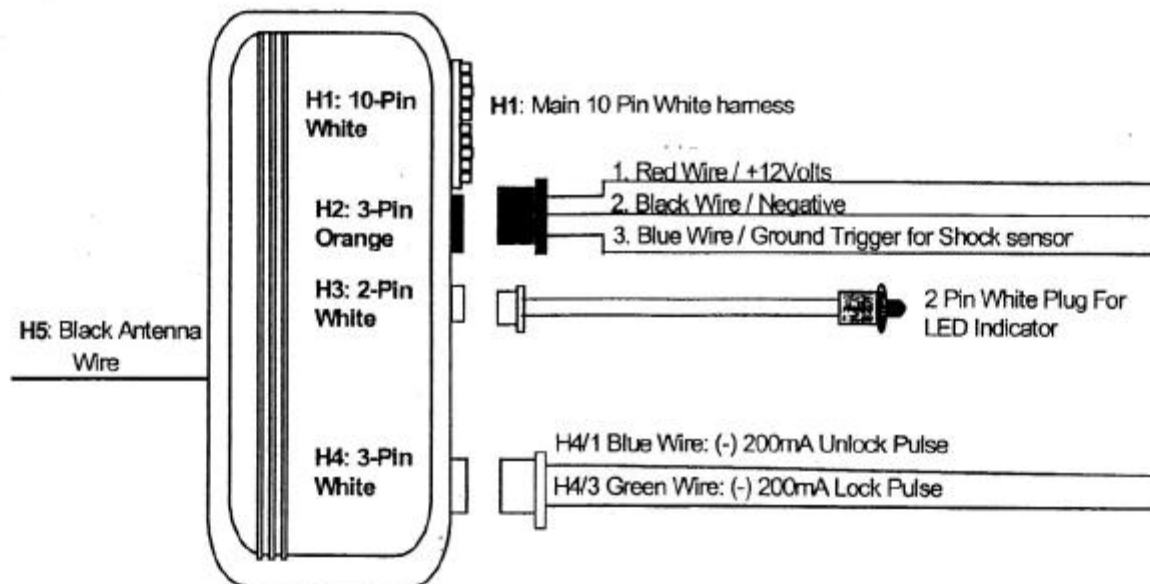 H1: 10-Pin
White
H1: Main 10 Pin White harness
1. Red Wire / +12Volts
H2: 3-Pin
Orange
2. Black Wire / Negative
3. Blue Wire / Ground Trigger for Shock sensor
H3: 2-Pin
White
2 Pin White Plug For
LED Indicator
H5: Black Antenna
Wire
H4: 3-Pin
White
H4/1 Blue Wire: (-) 200mA Unlock Pulse
H4/3 Green Wire: (-) 200mA Lock Pulse